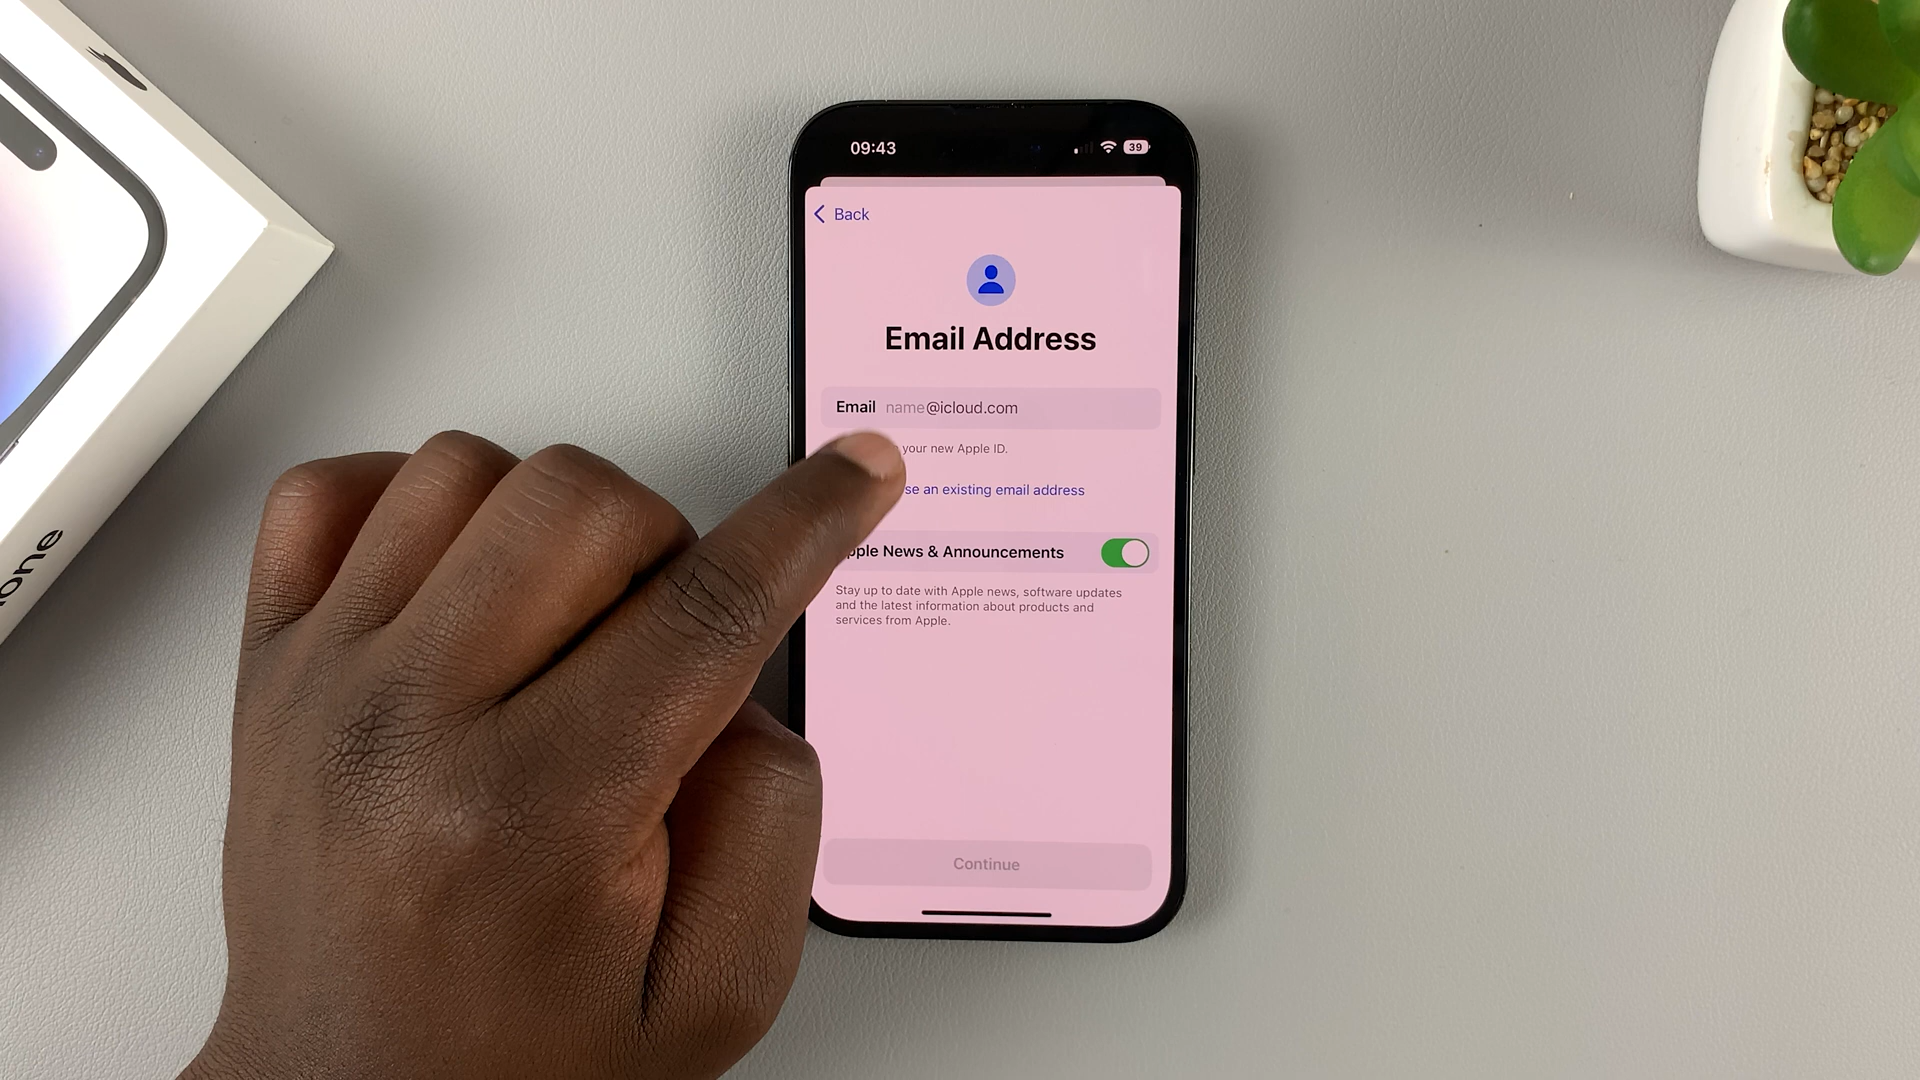 09:43
39
Back
Email Address
Email name@icloud.com
your new Apple ID.
an existing email address
News & Announcements
Stay up to date with Apple news, software updates
and the latest information about products and
services from Apple.
Continue